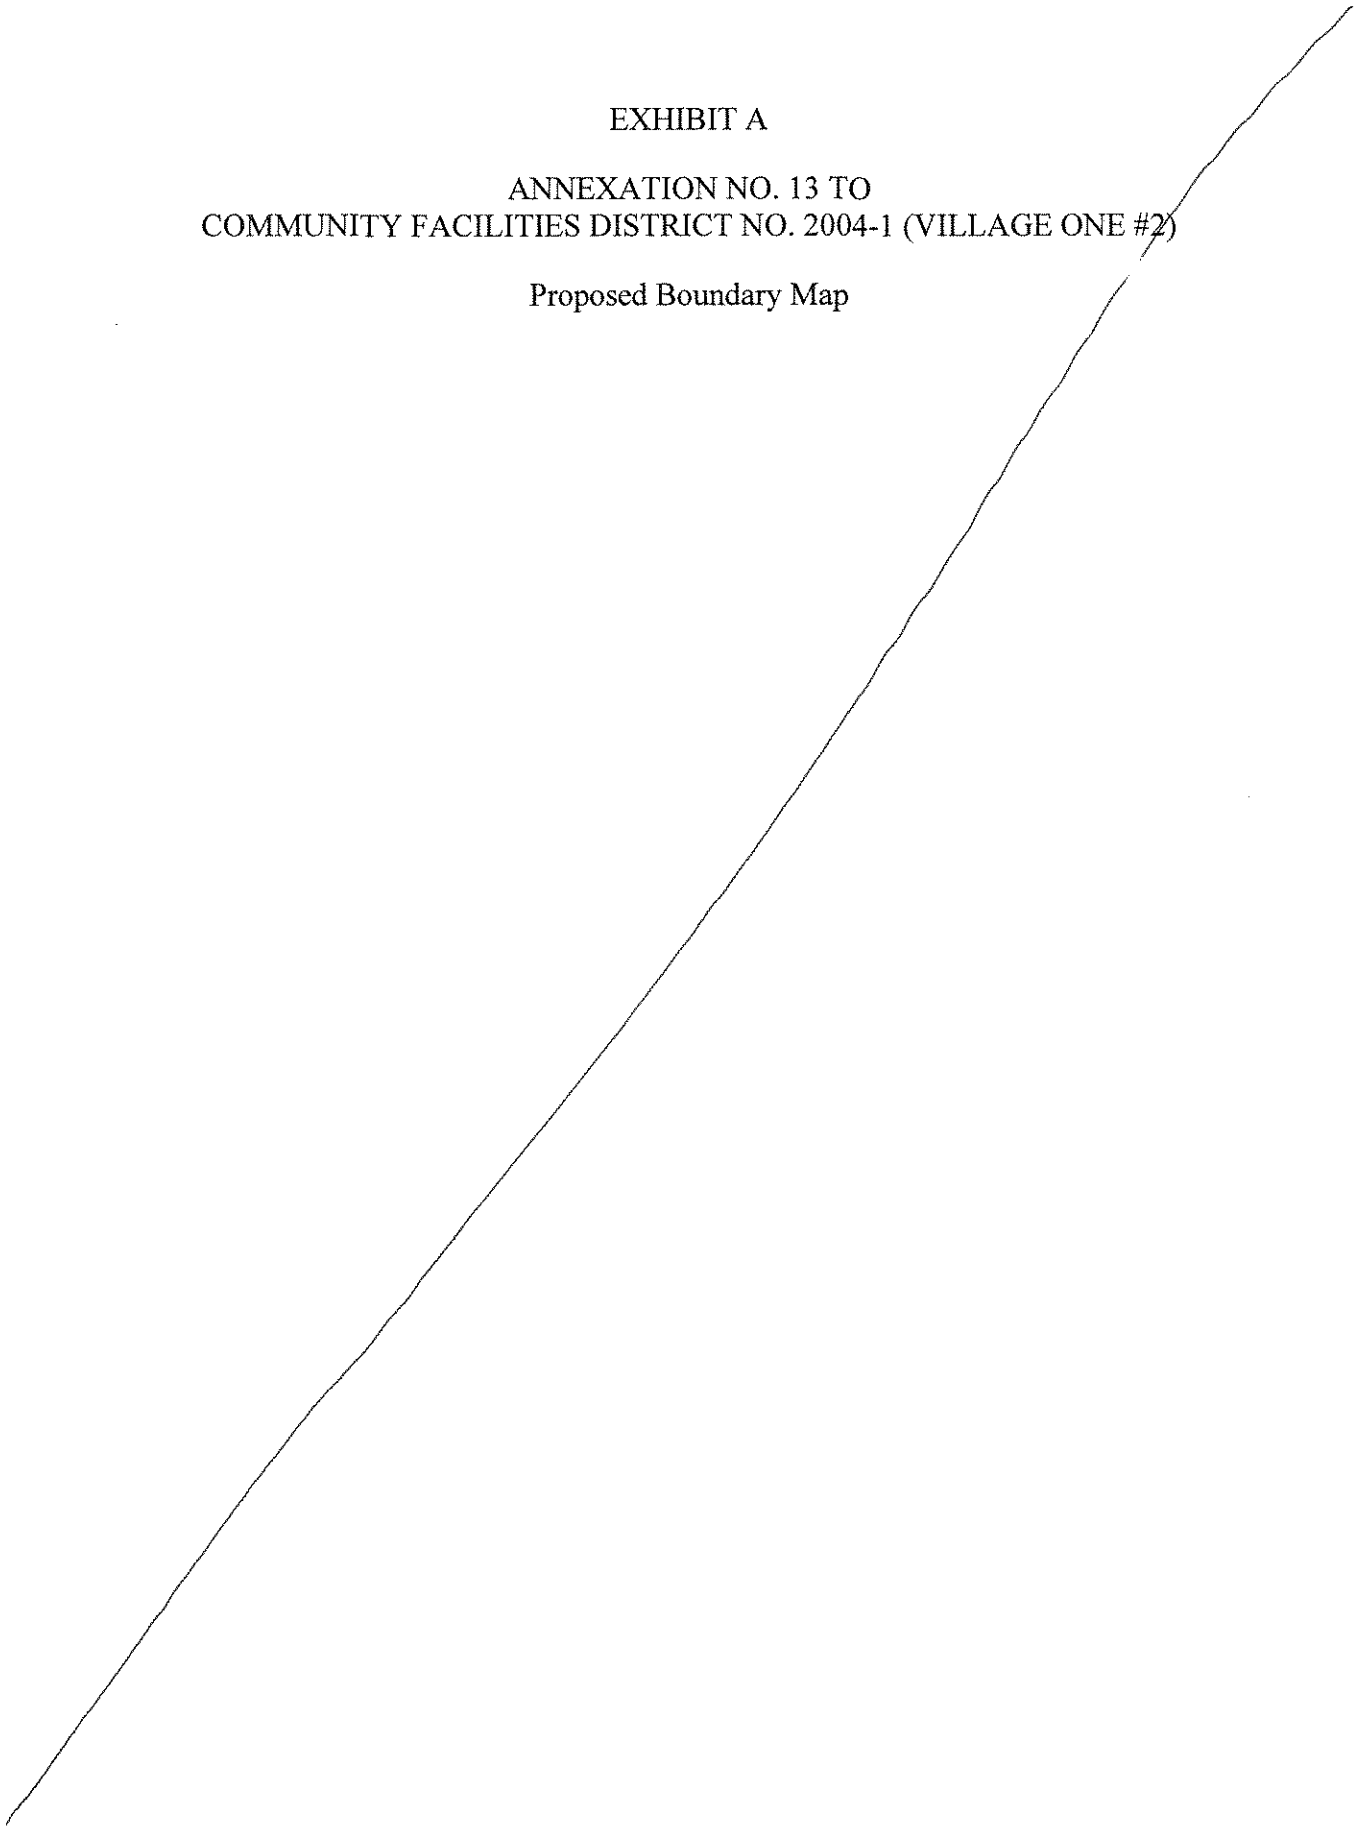 EXHIBIT A
ANNEXATION NO. 13 TO
COMMUNITY FACILITIES DISTRICT NO. 2004-1 (VILLAGE ONE #2)
Proposed Boundary Map